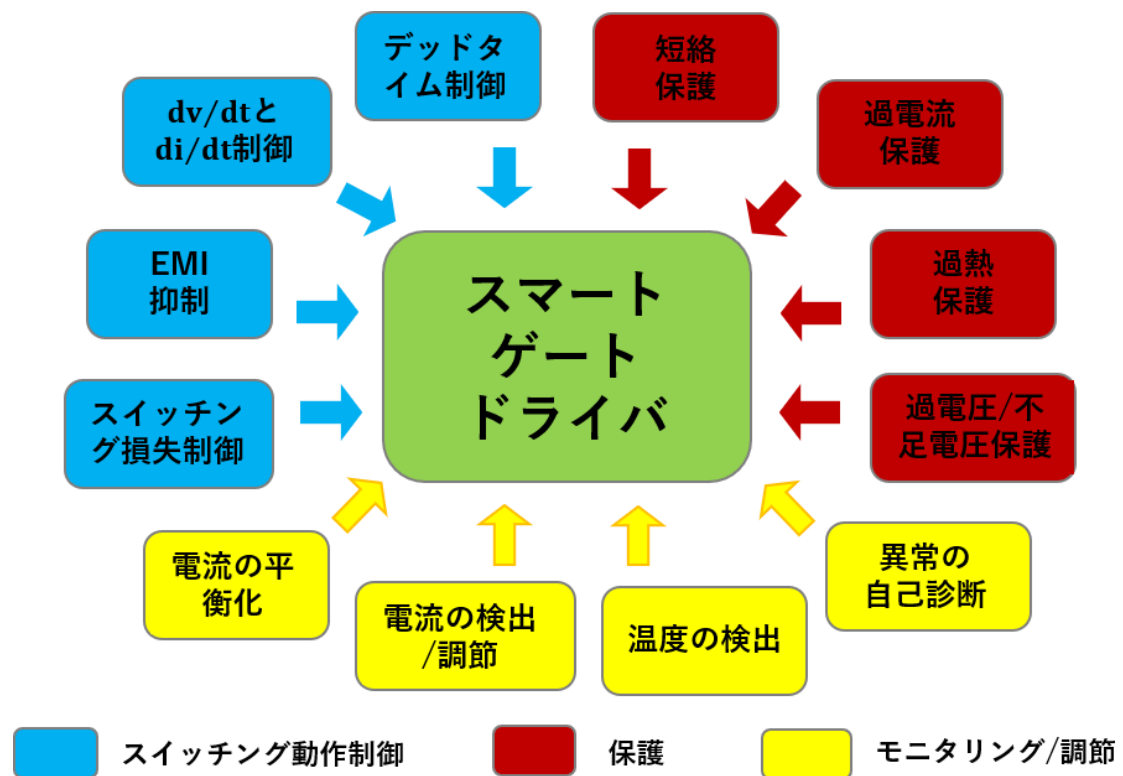 デッドタ
イム制御
短絡
保護
dv/dtと
di/dt制御
過電流
保護
EMI
抑制
過熱
保護
スマート
ゲート
ドライバ
スイッチン
グ損失制御
過電圧/不
足電圧保護
電流の平
衡化
電流の検出
/調節
温度の検出
異常の
自己診断
スイッチング動作制御
保護
モニタリング/調節